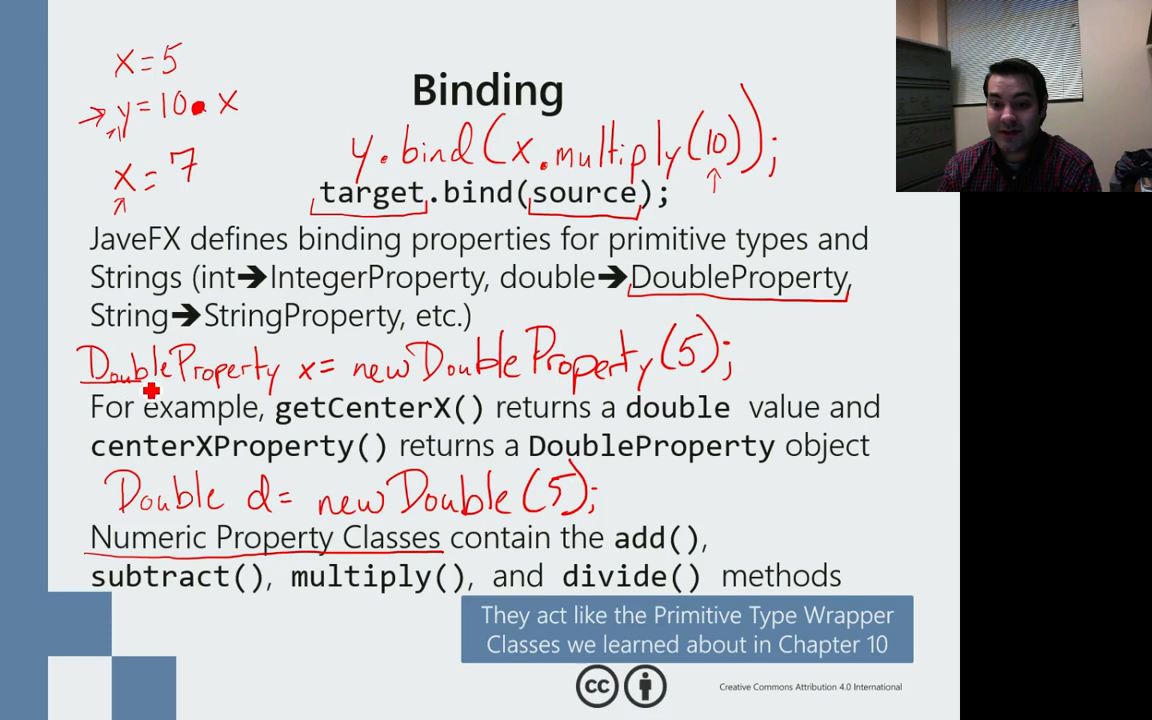 x=5
Binding
→ y=10•x
y.bind(x.multiply(10));
x=7
target.bind(source);
JaveFX defines binding properties for primitive types and
Strings (int➔IntegerProperty, double➔DoubleProperty,
String➔StringProperty, etc.)
DoubleProperty x= new DoubleProperty(5);
For example, getCenterX() returns a double value and
centerXProperty() returns a DoubleProperty object
Double d= new Double(5);
Numeric Property Classes contain the add(),
subtract(), multiply(), and divide() methods
They act like the Primitive Type Wrapper
Classes we learned about in Chapter 10
cc
Creative Commons Attribution 4.0 International